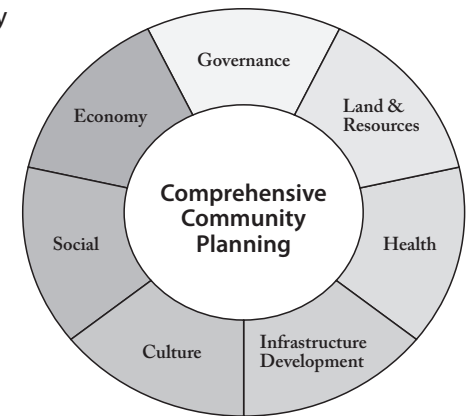 y
Governance
Land &
Resources
Health
Infrastructure
Development
Culture
Social
Economy
Comprehensive
Community
Planning